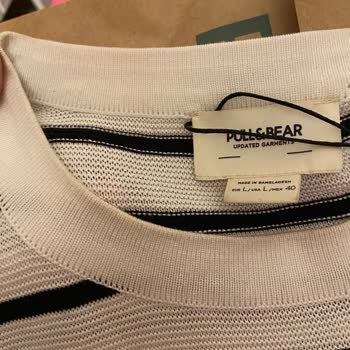 PULL&BEAR
UPDATED GARMENTS
MADE IN BANGLADESH
EUR L / USA L / MEX 40